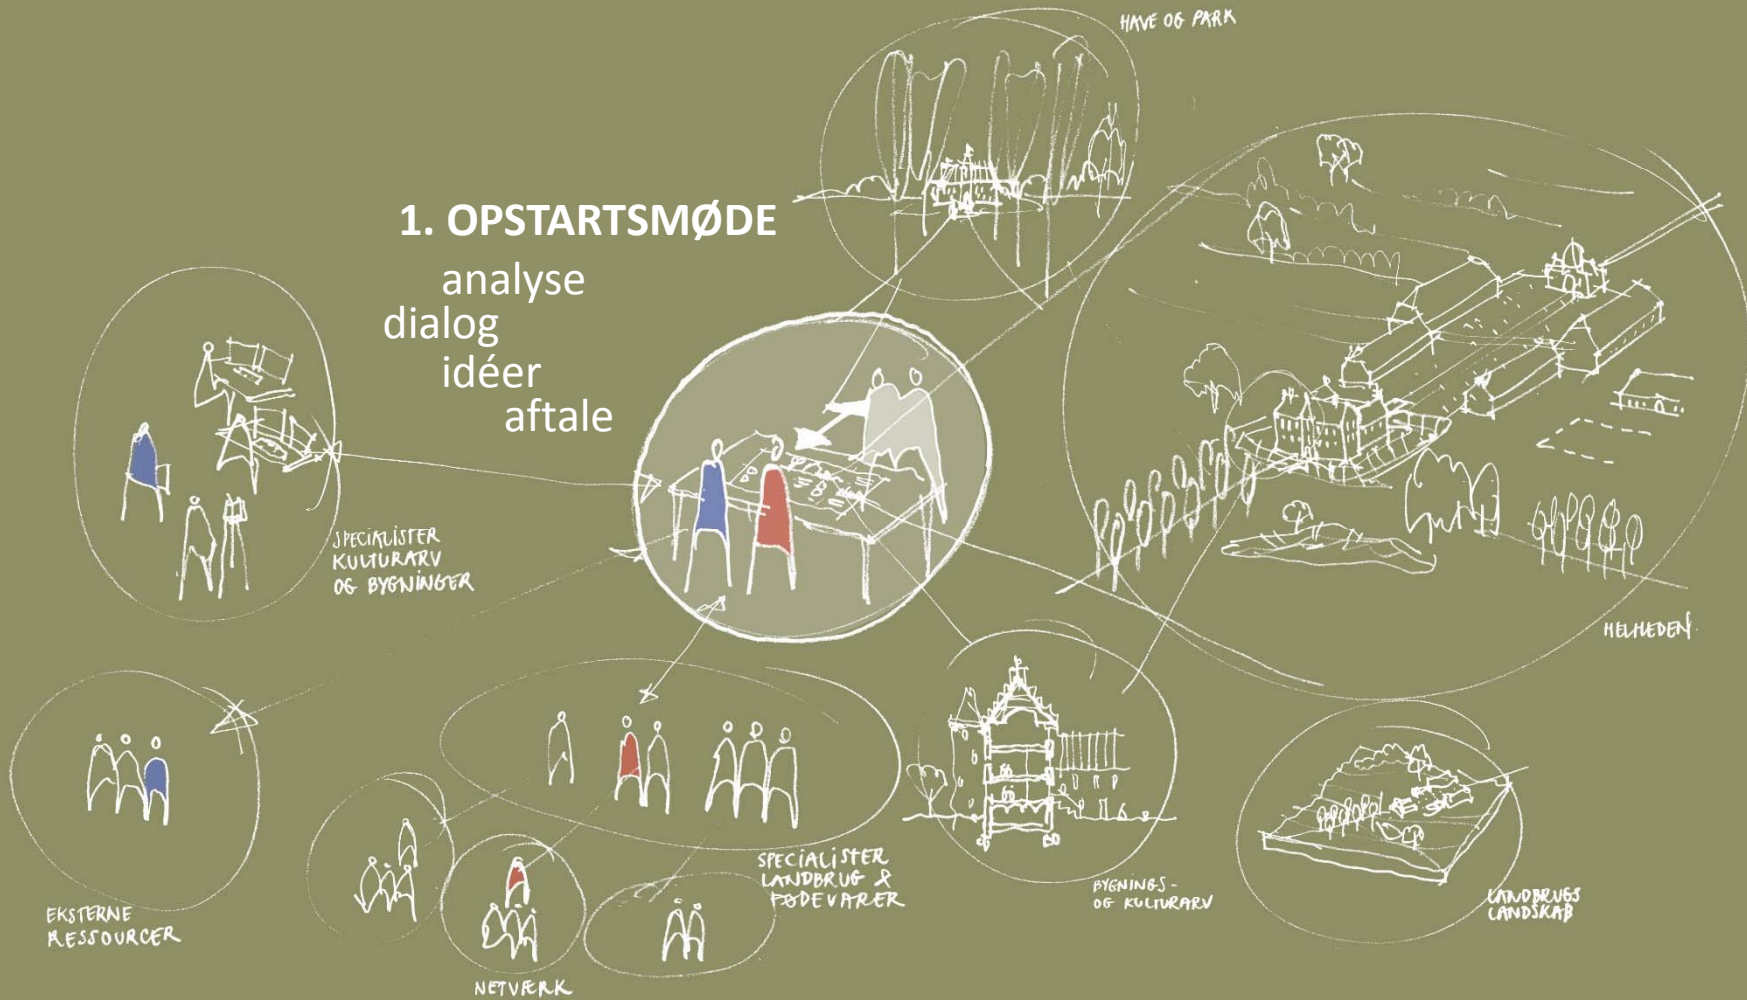 HAVE OG PARK
1. OPSTARTSMØDE
analyse
dialog
idéer
aftale
SPECIALISTER
KULTURARV
OG BYGNINGER
HELHEDEN.
SPECIALISTER
LANDBRUG &
FØDEVARER
BYGNINGS-
OG KULTURARV
LANDBRUGS
LANDSKAB
EKSTERNE
RESSOURCER
NETVÆRK